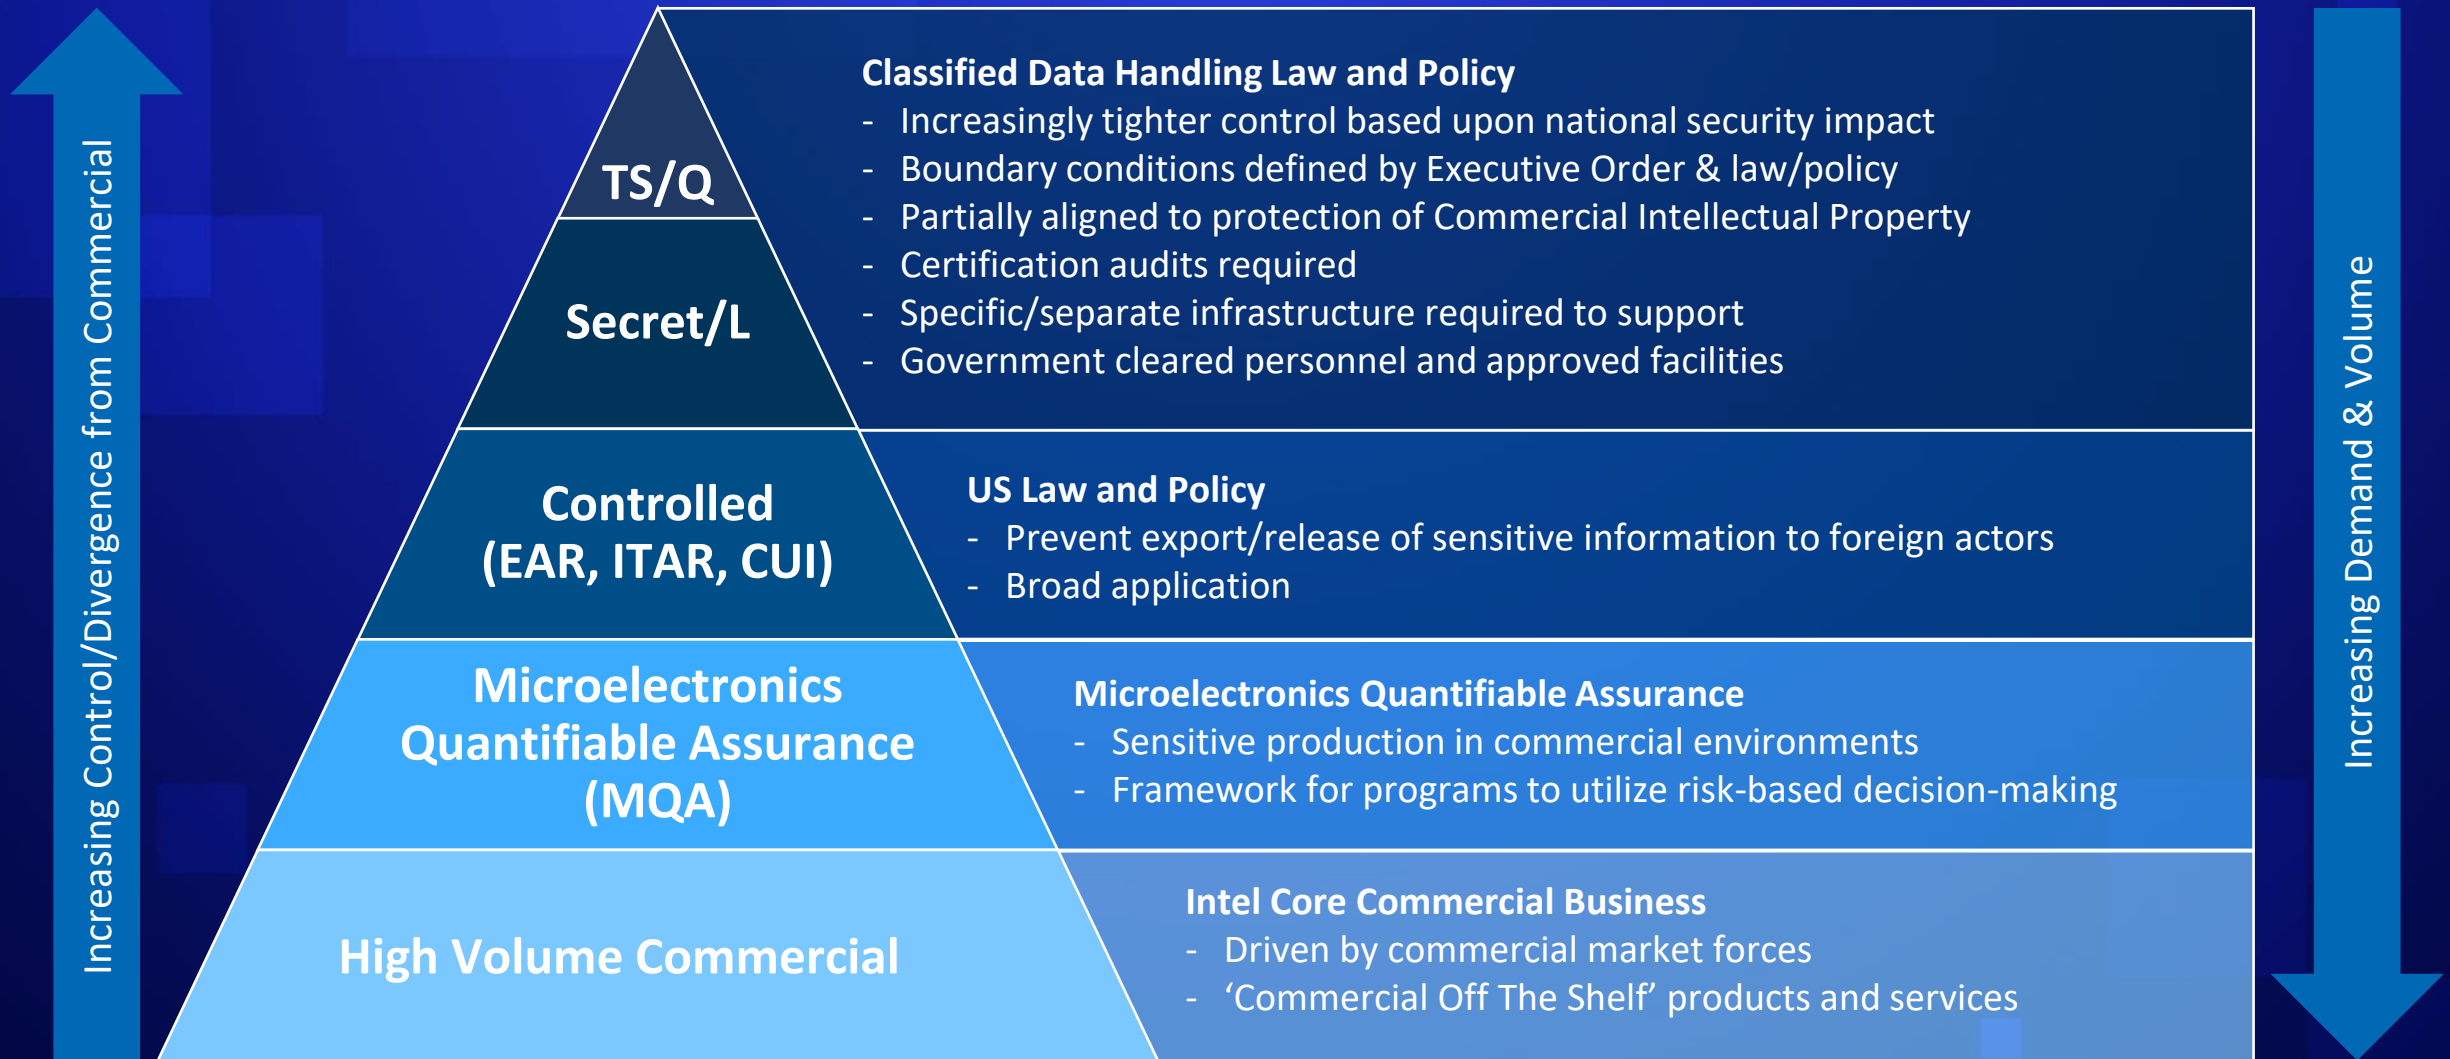 Increasing Control/Divergence from Commercial
TS/Q
Secret/L
Classified Data Handling Law and Policy
- Increasingly tighter control based upon national security impact
- Boundary conditions defined by Executive Order & law/policy
- Partially aligned to protection of Commercial Intellectual Property
- Certification audits required
- Specific/separate infrastructure required to support
- Government cleared personnel and approved facilities
Controlled
(EAR, ITAR, CUI)
US Law and Policy
- Prevent export/release of sensitive information to foreign actors
- Broad application
Microelectronics
Quantifiable Assurance
(MQA)
Microelectronics Quantifiable Assurance
- Sensitive production in commercial environments
- Framework for programs to utilize risk-based decision-making
High Volume Commercial
Intel Core Commercial Business
- Driven by commercial market forces
- ‘Commercial Off The Shelf’ products and services
Increasing Demand & Volume